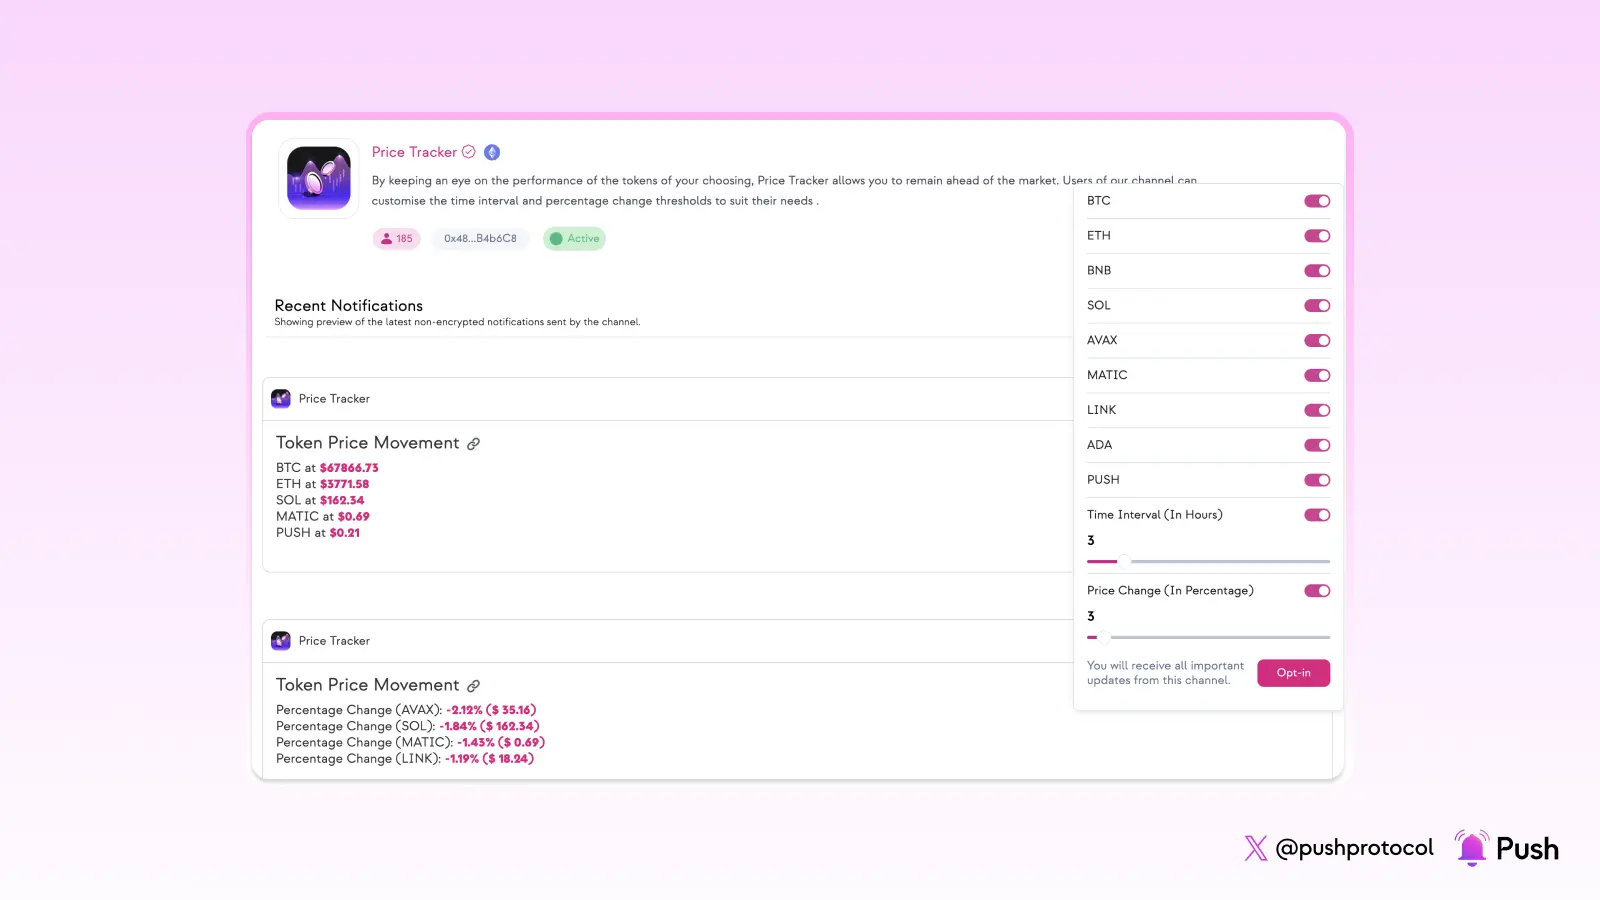 Price Tracker
By keeping an eye on the performance of the tokens of your choosing, Price Tracker allows you to remain ahead of the market. Users of our channel can
customise the time interval and percentage change thresholds to suit their needs .
185
0x48...B4b6C8
Active
Recent Notifications
Showing preview of the latest non-encrypted notifications sent by the channel.
Price Tracker
Token Price Movement
BTC at $67866.73
ETH at $3771.58
SOL at $162.34
MATIC at $0.69
PUSH at $0.21
Price Tracker
Token Price Movement
Percentage Change (AVAX): -2.12% ($ 35.16)
Percentage Change (SOL): -1.84% ($ 162.34)
Percentage Change (MATIC): -1.43% ($ 0.69)
Percentage Change (LINK): -1.19% ($ 18.24)
BTC
ETH
BNB
SOL
AVAX
MATIC
LINK
ADA
PUSH
Time Interval (In Hours)
3
Price Change (In Percentage)
3
You will receive all important
updates from this channel.
Opt-in
@pushprotocol
Push